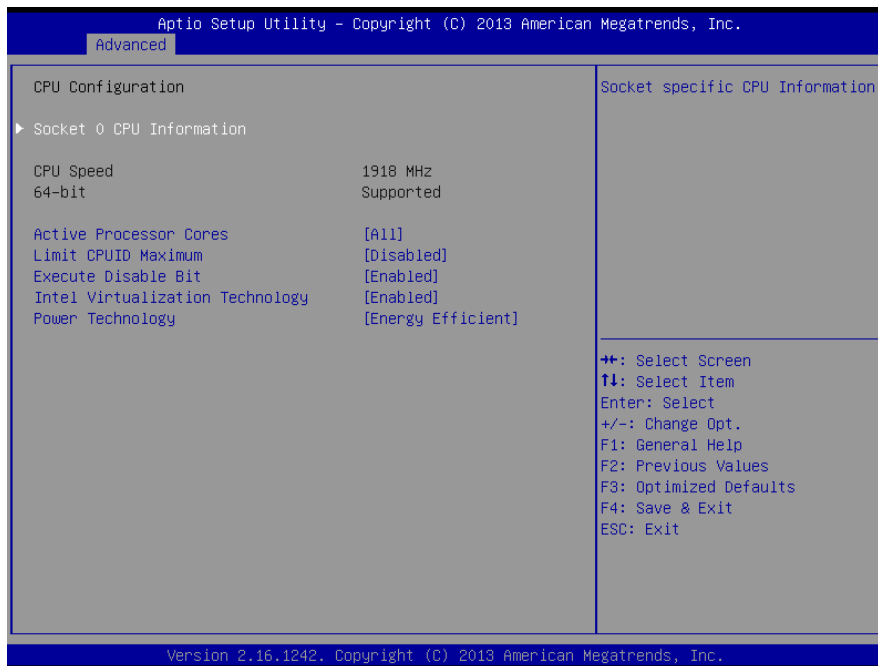 Aptio Setup Utility – Copyright (C) 2013 American Megatrends, Inc.
Advanced
CPU Configuration
Socket 0 CPU Information
CPU Speed 1918 MHz
64-bit Supported
Active Processor Cores [All]
Limit CPUID Maximum [Disabled]
Execute Disable Bit [Enabled]
Intel Virtualization Technology [Enabled]
Power Technology [Energy Efficient]
Socket specific CPU Information
→←: Select Screen
↑↓: Select Item
Enter: Select
+/-: Change Opt.
F1: General Help
F2: Previous Values
F3: Optimized Defaults
F4: Save & Exit
ESC: Exit
Version 2.16.1242. Copyright (C) 2013 American Megatrends, Inc.